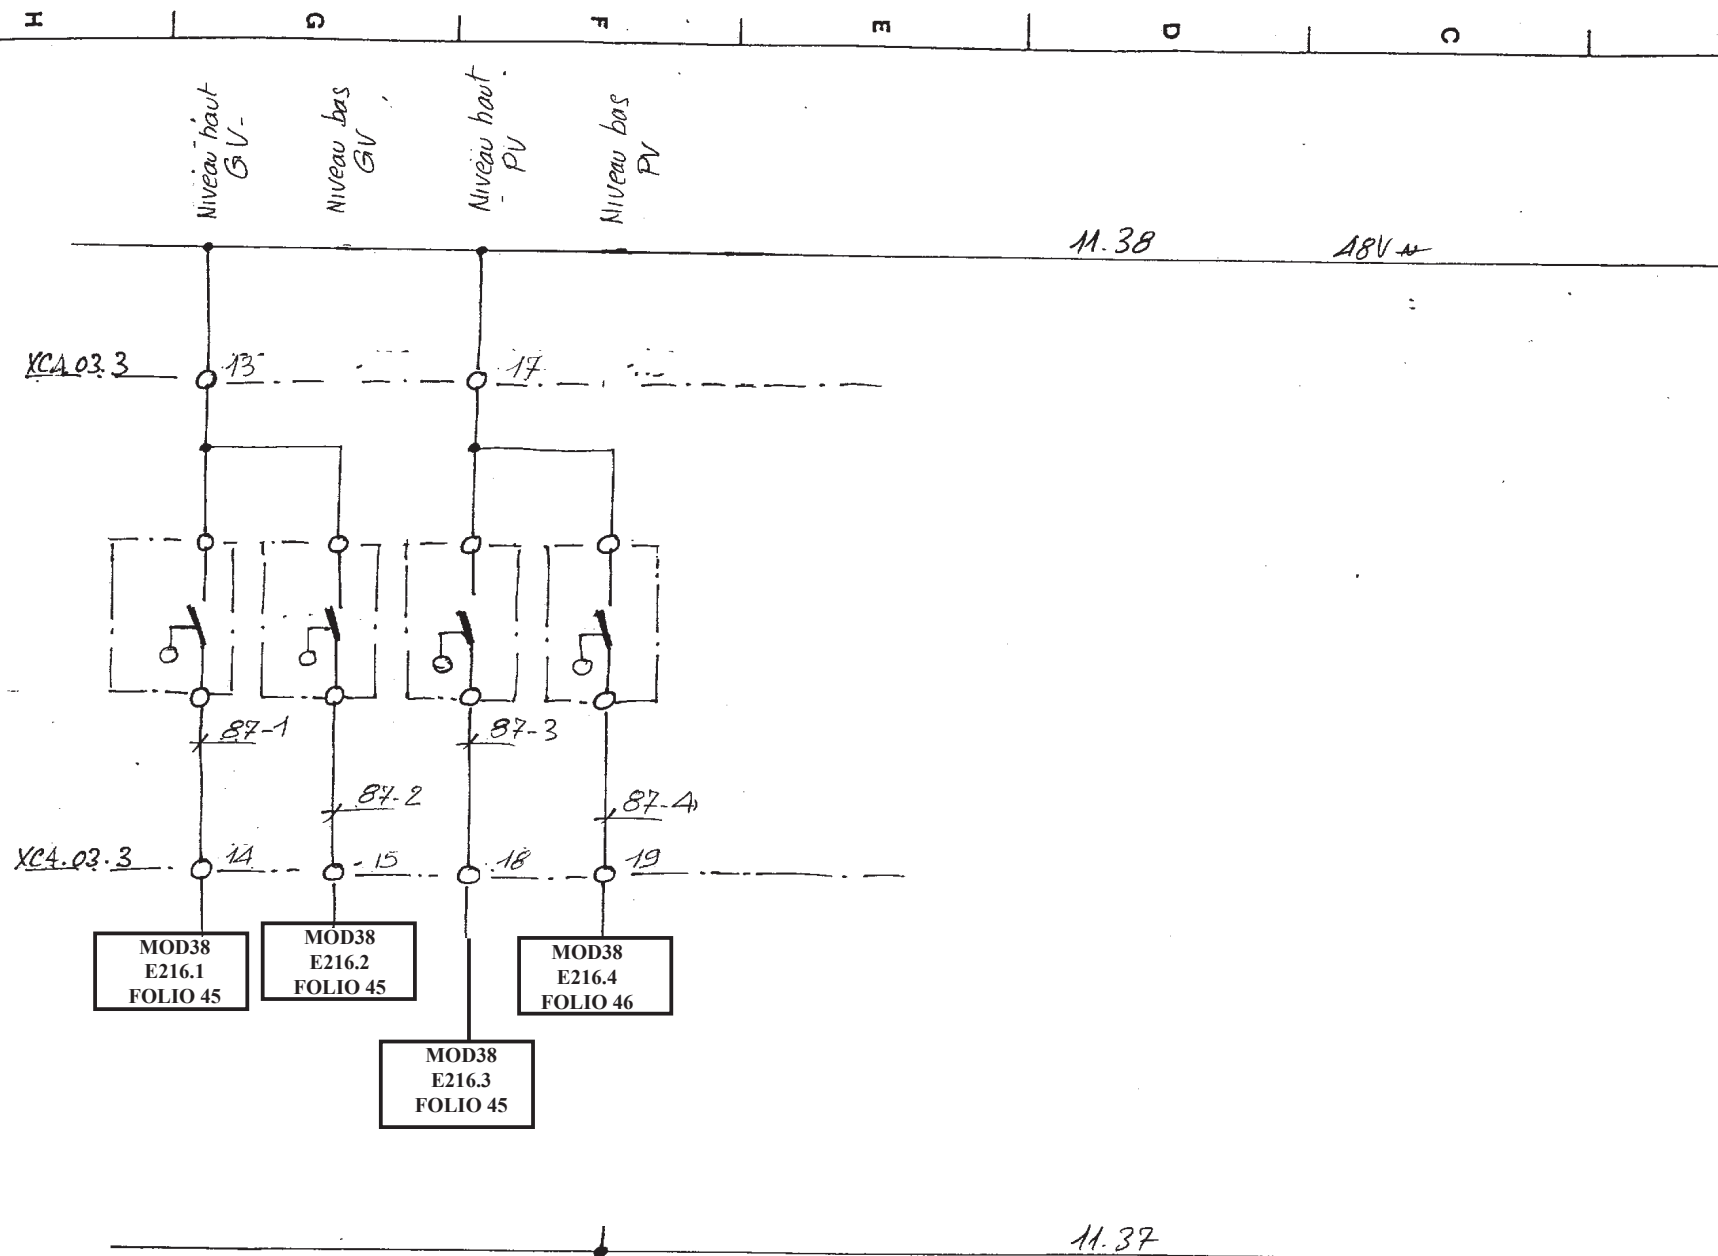 H G F E D C
Niveau haut
GV
Niveau bas
GV
Niveau haut
PV
Niveau bas
PV
11.38 48V ~
XC4.03.3 13 17
87-1 87-3
87-2 87-4
XC4.03.3 14 15 18 19
MOD38
E216.1
FOLIO 45
MOD38
E216.2
FOLIO 45
MOD38
E216.4
FOLIO 46
MOD38
E216.3
FOLIO 45
11.37